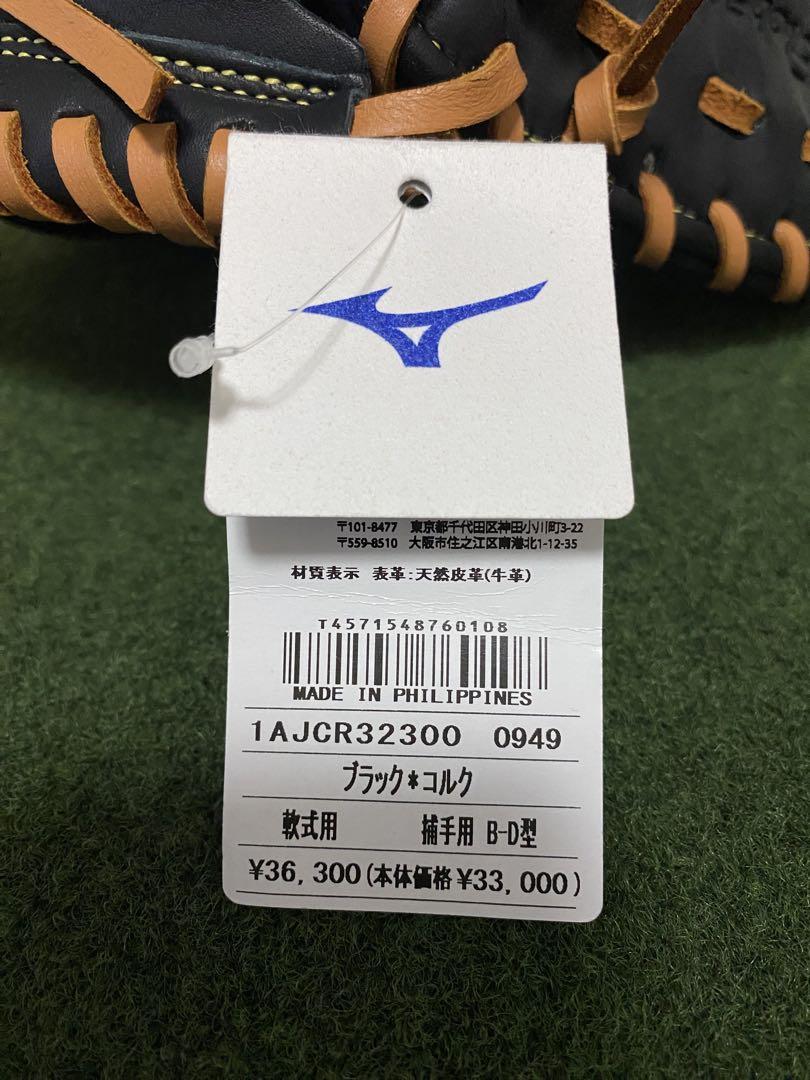 〒101-8477 東京都千代田区神田小川町3-22
〒559-8510 大阪市住之江区南港北1-12-35
材質表示 表革:天然皮革(牛革)
T4571548760108
MADE IN PHILIPPINES
1AJCR32300 0949
ブラック*コルク
軟式用 捕手用 B-D型
¥36,300(本体価格¥33,000)